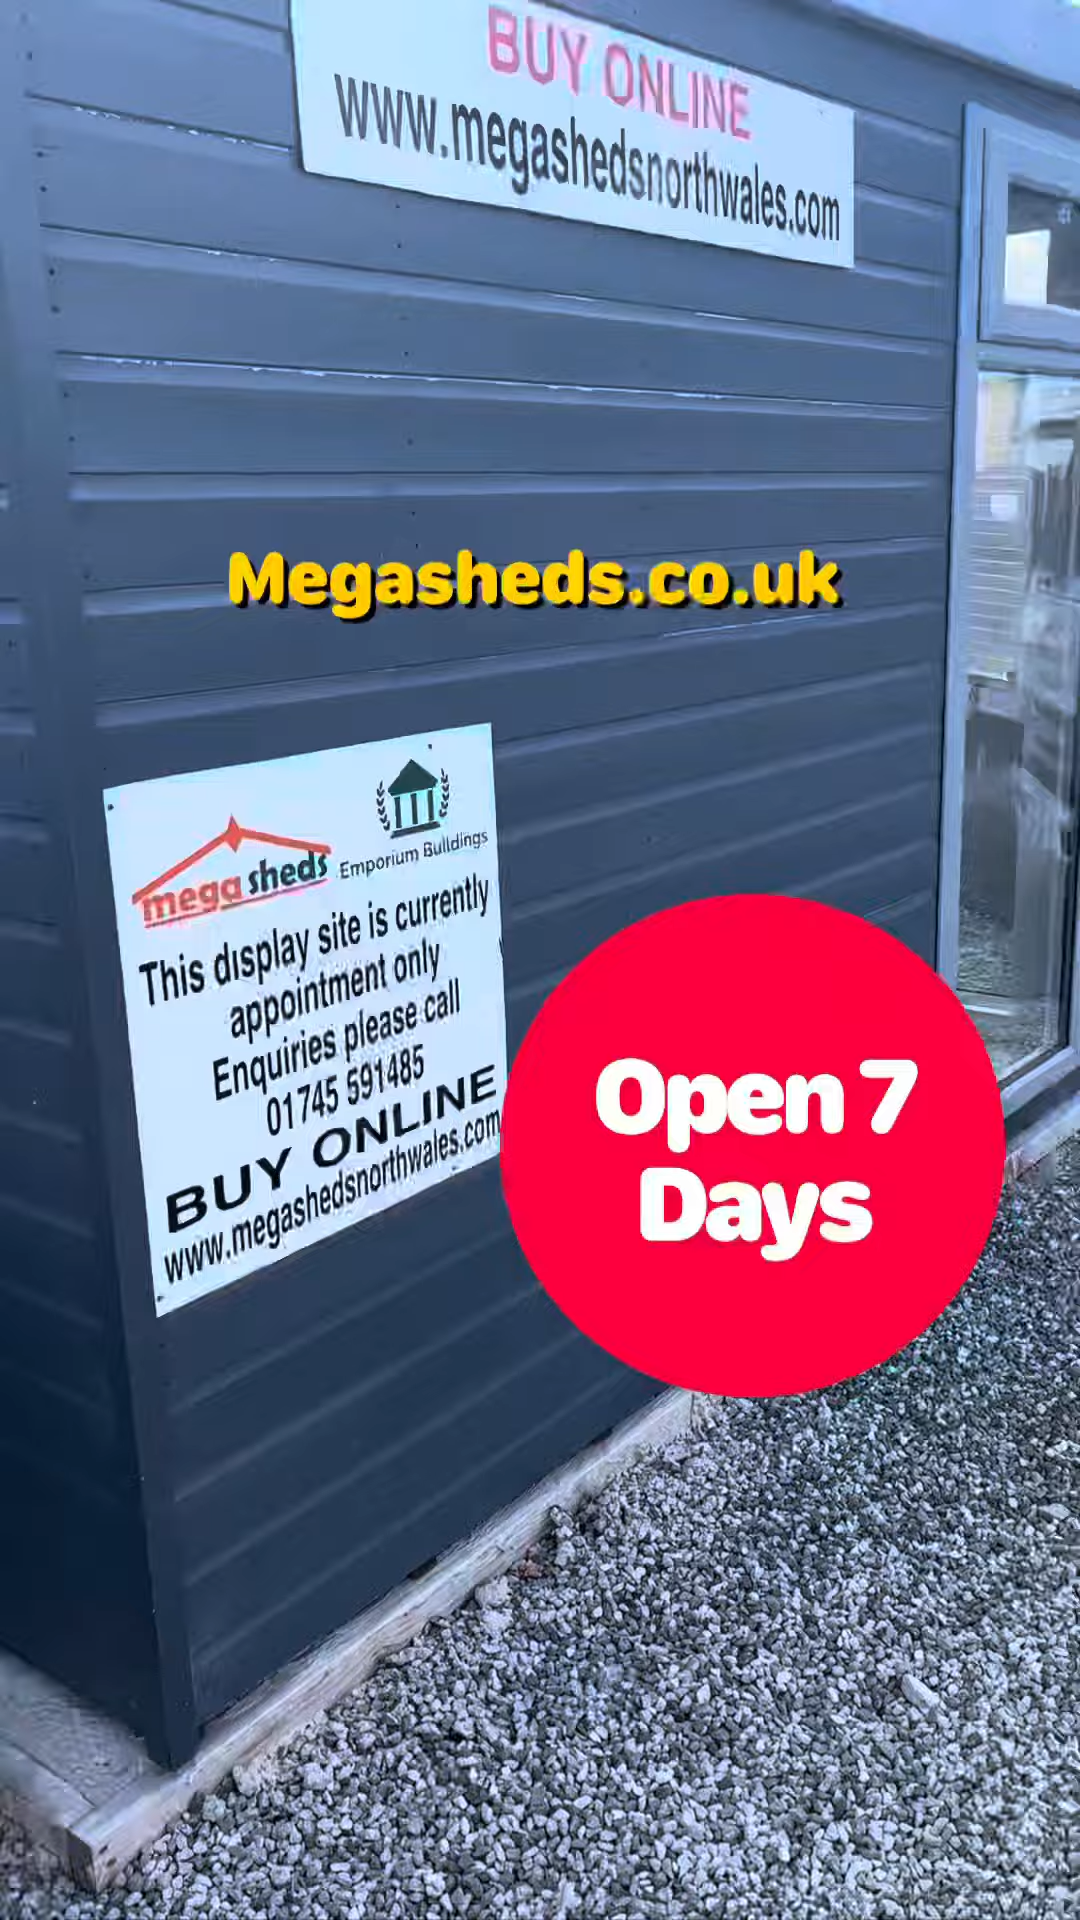 BUY ONLINE
www.megashedsnorthwales.com
Megasheds.co.uk
mega sheds
Emporium Buildings
This display site is currently
appointment only
Enquiries please call
01745 591485
BUY ONLINE
www.megashedsnorthwales.com
Open 7
Days